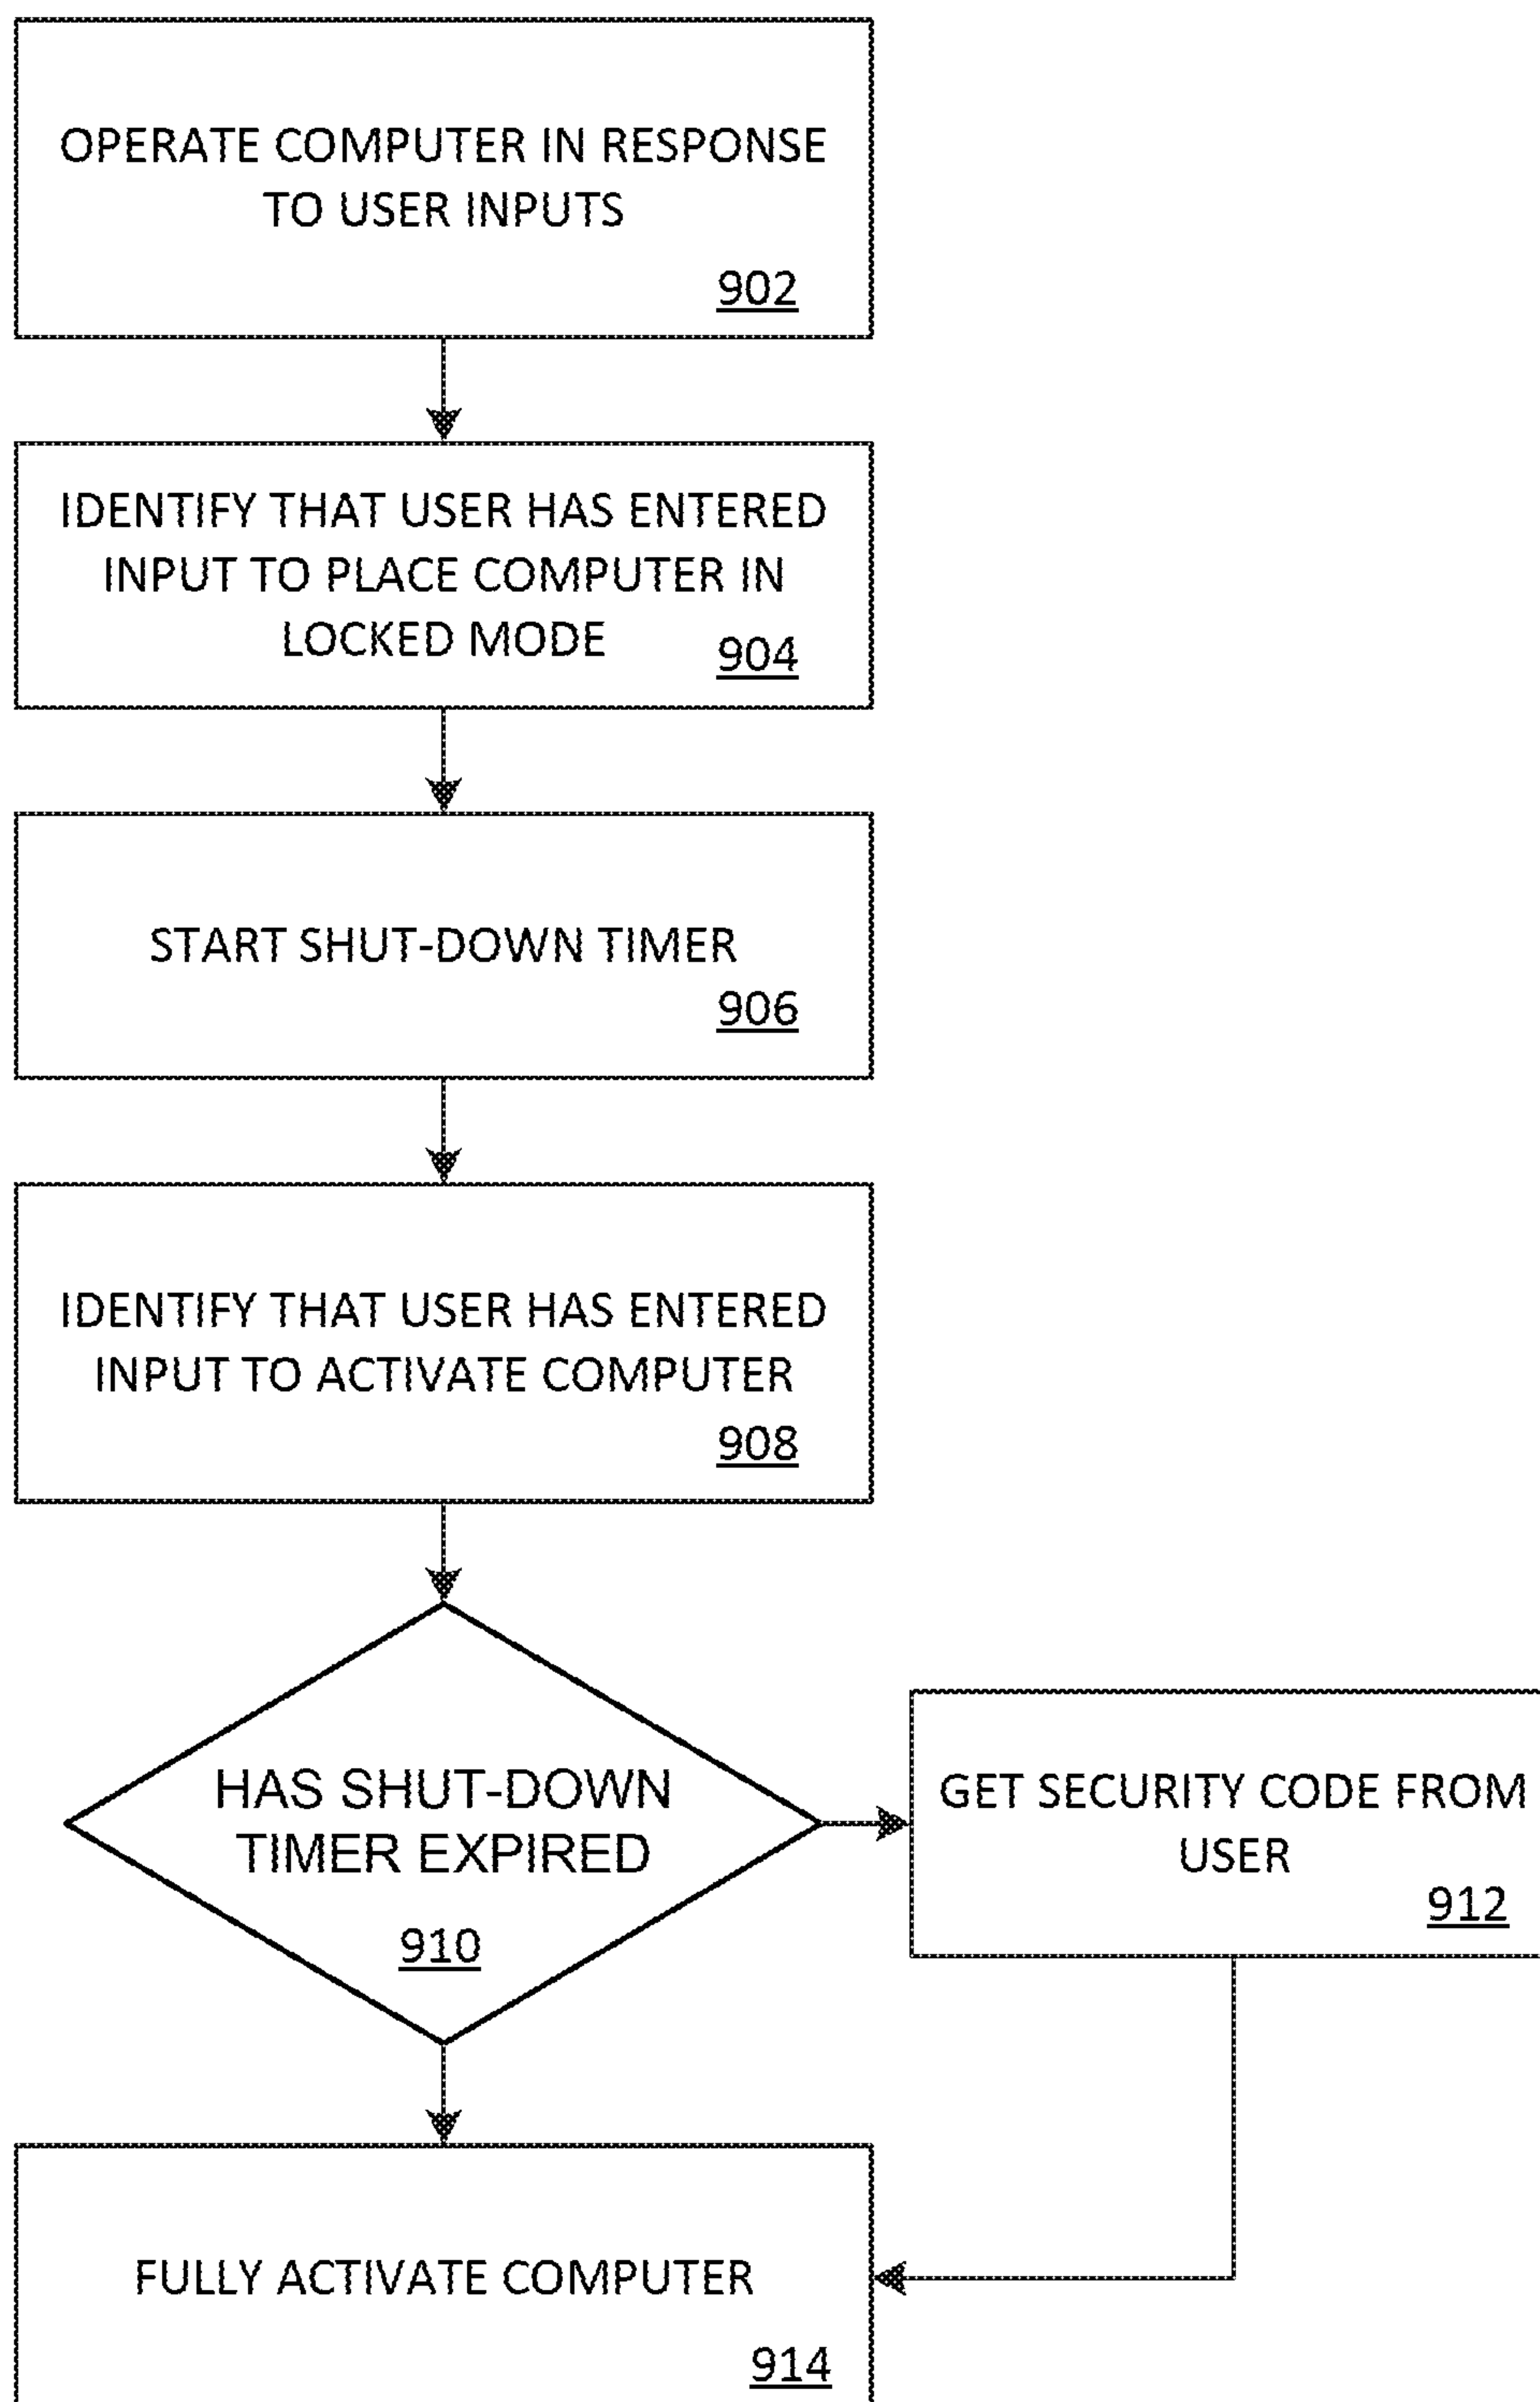 OPERATE COMPUTER IN RESPONSE
TO USER INPUTS
902
IDENTIFY THAT USER HAS ENTERED
INPUT TO PLACE COMPUTER IN
LOCKED MODE
904
START SHUT-DOWN TIMER
906
IDENTIFY THAT USER HAS ENTERED
INPUT TO ACTIVATE COMPUTER
908
HAS SHUT-DOWN
TIMER EXPIRED
910
GET SECURITY CODE FROM
USER
912
FULLY ACTIVATE COMPUTER
914